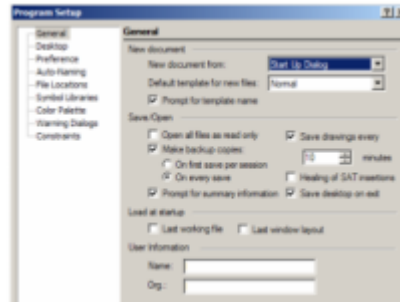 Program Setup
General
Desktop
Preference
Auto-Naming
File Locations
Symbol Libraries
Color Palette
Warning Dialogs
Constraints
General
New document
New document from: Start Up Dialog
Default template for new files: Normal
Prompt for template name
Save/Open
Open all files as read only
Save drawings every
Make backup copies:
10 minutes
On first save per session
On every save
Healing of SAT insertions
Prompt for summary information
Save desktop on exit
Load at startup
Last working file
Last window layout
User Information
Name:
Org.: